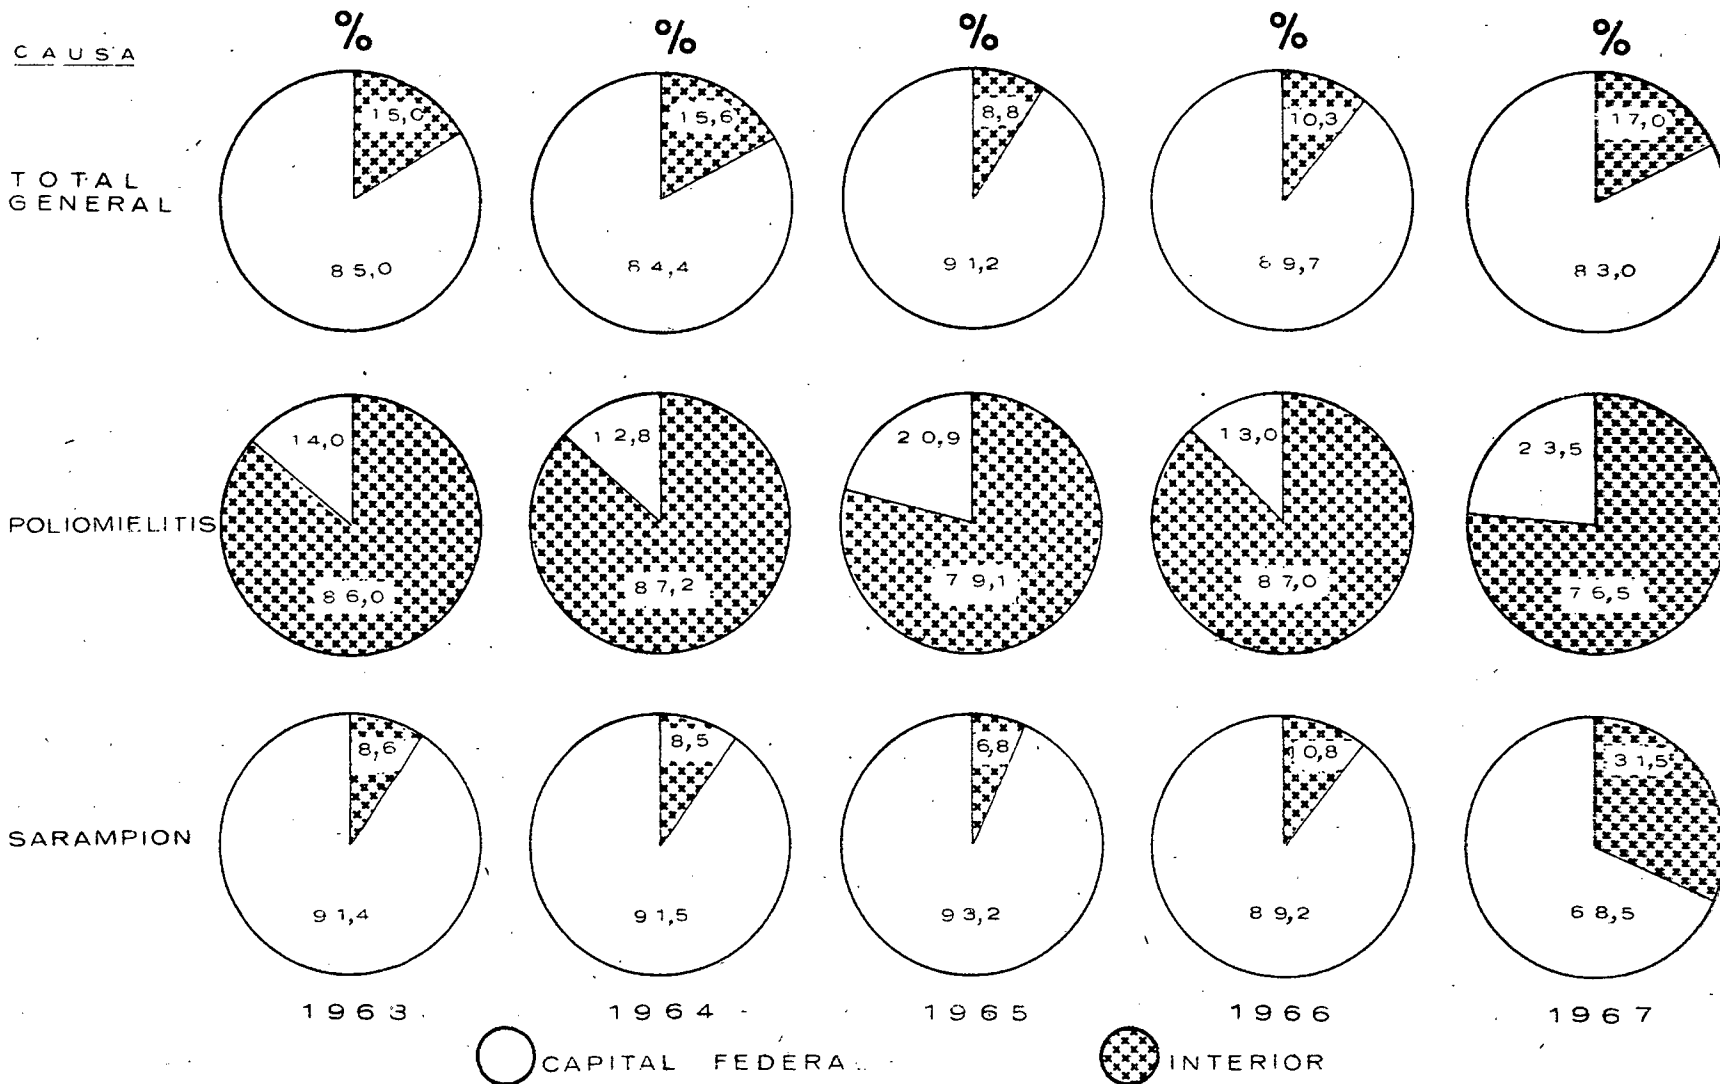 % % % % %
CAUSA
15,0 15,6 8,8 10,3 17,0
TOTAL
GENERAL
85,0 84,4 91,2 89,7 83,0
14,0 12,8 20,9 13,0 23,5
POLIOMIELITIS
86,0 87,2 79,1 87,0 76,5
8,6 8,5 6,8 10,8 31,5
SARAMPION
91,4 91,5 93,2 89,2 68,5
1963 1964 1965 1966 1967
CAPITAL FEDERA INTERIOR